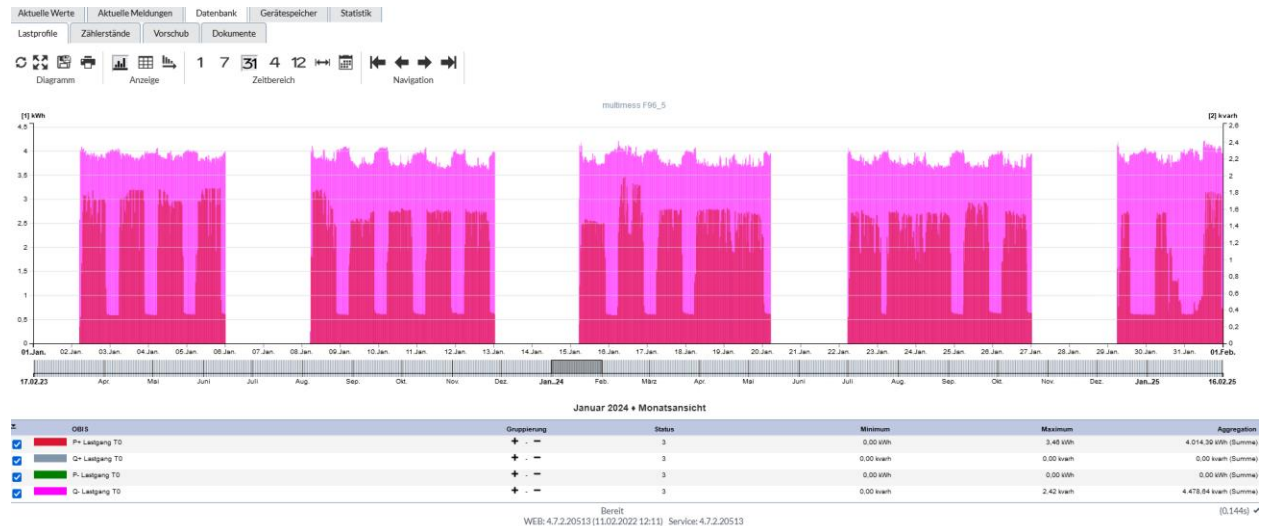 Aktuelle Werte Aktuelle Meldungen Datenbank Gerätespeicher Statistik
Lastprofile Zählerstände Vorschub Dokumente
1 7 31 4 12
Diagramm Anzeige Zeitbereich Navigation
multimess F96_5
[1] kWh [2] kvarh
4,5 2,6
2,4
4 2,2
3,5 2
3 1,8
2,5 1,6
1,4
2 1,2
1,5 1
0,8
1 0,6
0,5 0,4
0,2
0 0
01.Jan. 02.Jan. 03.Jan. 04.Jan. 05.Jan. 06.Jan. 07.Jan. 08.Jan. 09.Jan. 10.Jan. 11.Jan. 12.Jan. 13.Jan. 14.Jan. 15.Jan. 16.Jan. 17.Jan. 18.Jan. 19.Jan. 20.Jan. 21.Jan. 22.Jan. 23.Jan. 24.Jan. 25.Jan. 26.Jan. 27.Jan. 28.Jan. 29.Jan. 30.Jan. 31.Jan. 01.Feb.
17.02.23 Apr. Mai Juni Juli Aug. Sep. Okt. Nov. Dez. Jan..24 Feb. März Apr. Mai Juni Juli Aug. Sep. Okt. Nov. Dez. Jan..25 16.02.25
Januar 2024 ♦ Monatsansicht
OBIS Gruppierung Status Minimum Maximum Aggregation
P+ Lastgang T0 + - − 3 0,00 kWh 3,46 kWh 4.014,39 kWh (Summe)
Q+ Lastgang T0 + - − 3 0,00 kvarh 0,00 kvarh 0,00 kvarh (Summe)
P- Lastgang T0 + - − 3 0,00 kWh 0,00 kWh 0,00 kWh (Summe)
Q- Lastgang T0 + - − 3 0,00 kvarh 2,42 kvarh 4.478,64 kvarh (Summe)
Bereit (0.144s) ✓
WEB: 4.7.2.20513 (11.02.2022 12:11) Service: 4.7.2.20513